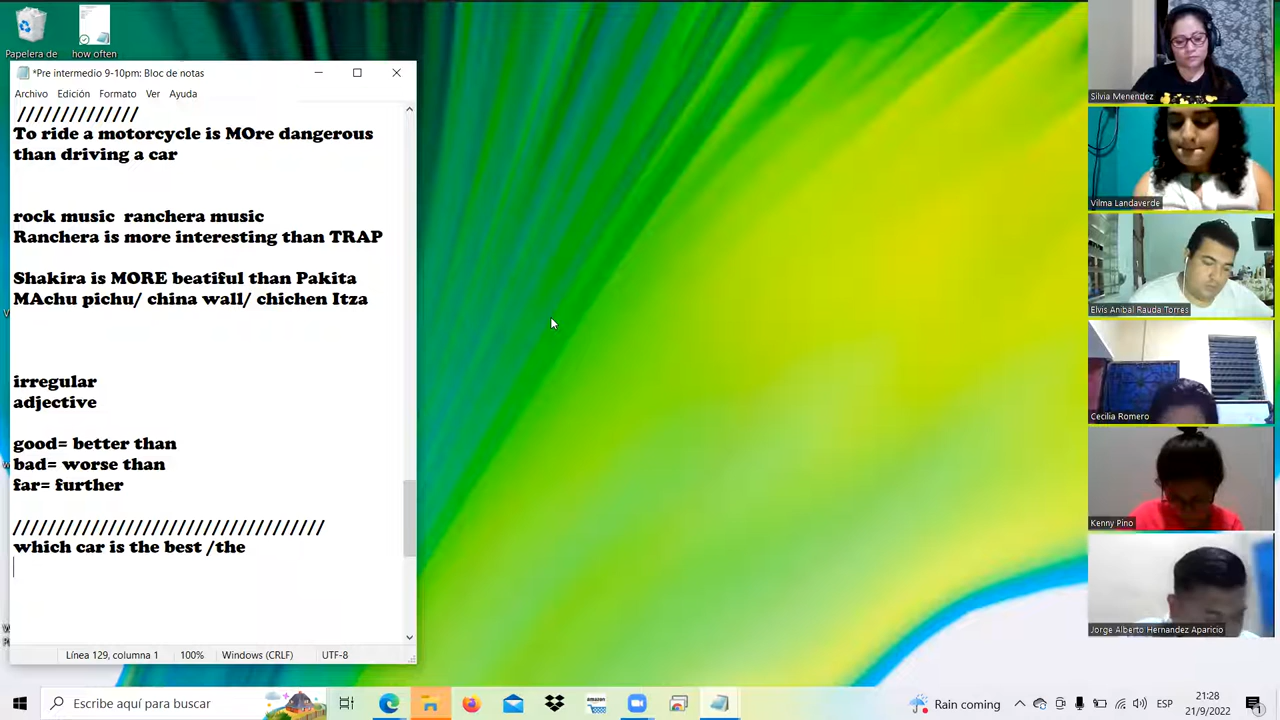 Papelera de
how often
*Pre intermedio 9-10pm: Bloc de notas
Archivo Edición Formato Ver Ayuda
//////////////
To ride a motorcycle is MOre dangerous
than driving a car
rock music ranchera music
Ranchera is more interesting than TRAP
Shakira is MORE beatiful than Pakita
MAchu pichu/ china wall/ chichen Itza
irregular
adjective
good= better than
bad= worse than
far= further
////////////////////////////////////
which car is the best /the
Línea 129, columna 1 100% Windows (CRLF) UTF-8
Silvia Menendez
Vilma Landaverde
Elvis Anibal Rauda Torres
Cecilia Romero
Kenny Pino
Jorge Alberto Hernandez Aparicio
Escribe aquí para buscar
amazon
Rain coming
ESP
21:28
21/9/2022
1